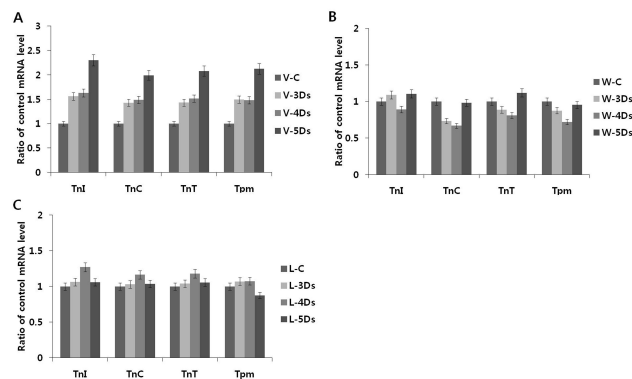 A
Ratio of control mRNA level
3
2.5
2
1.5
1
0.5
0
TnI TnC TnT Tpm
V-C
V-3Ds
V-4Ds
V-5Ds
B
Ratio of control mRNA level
2
1.5
1
0.5
0
TnI TnC TnT Tpm
W-C
W-3Ds
W-4Ds
W-5Ds
C
Ratio of control mRNA level
2
1.5
1
0.5
0
TnI TnC TnT Tpm
L-C
L-3Ds
L-4Ds
L-5Ds